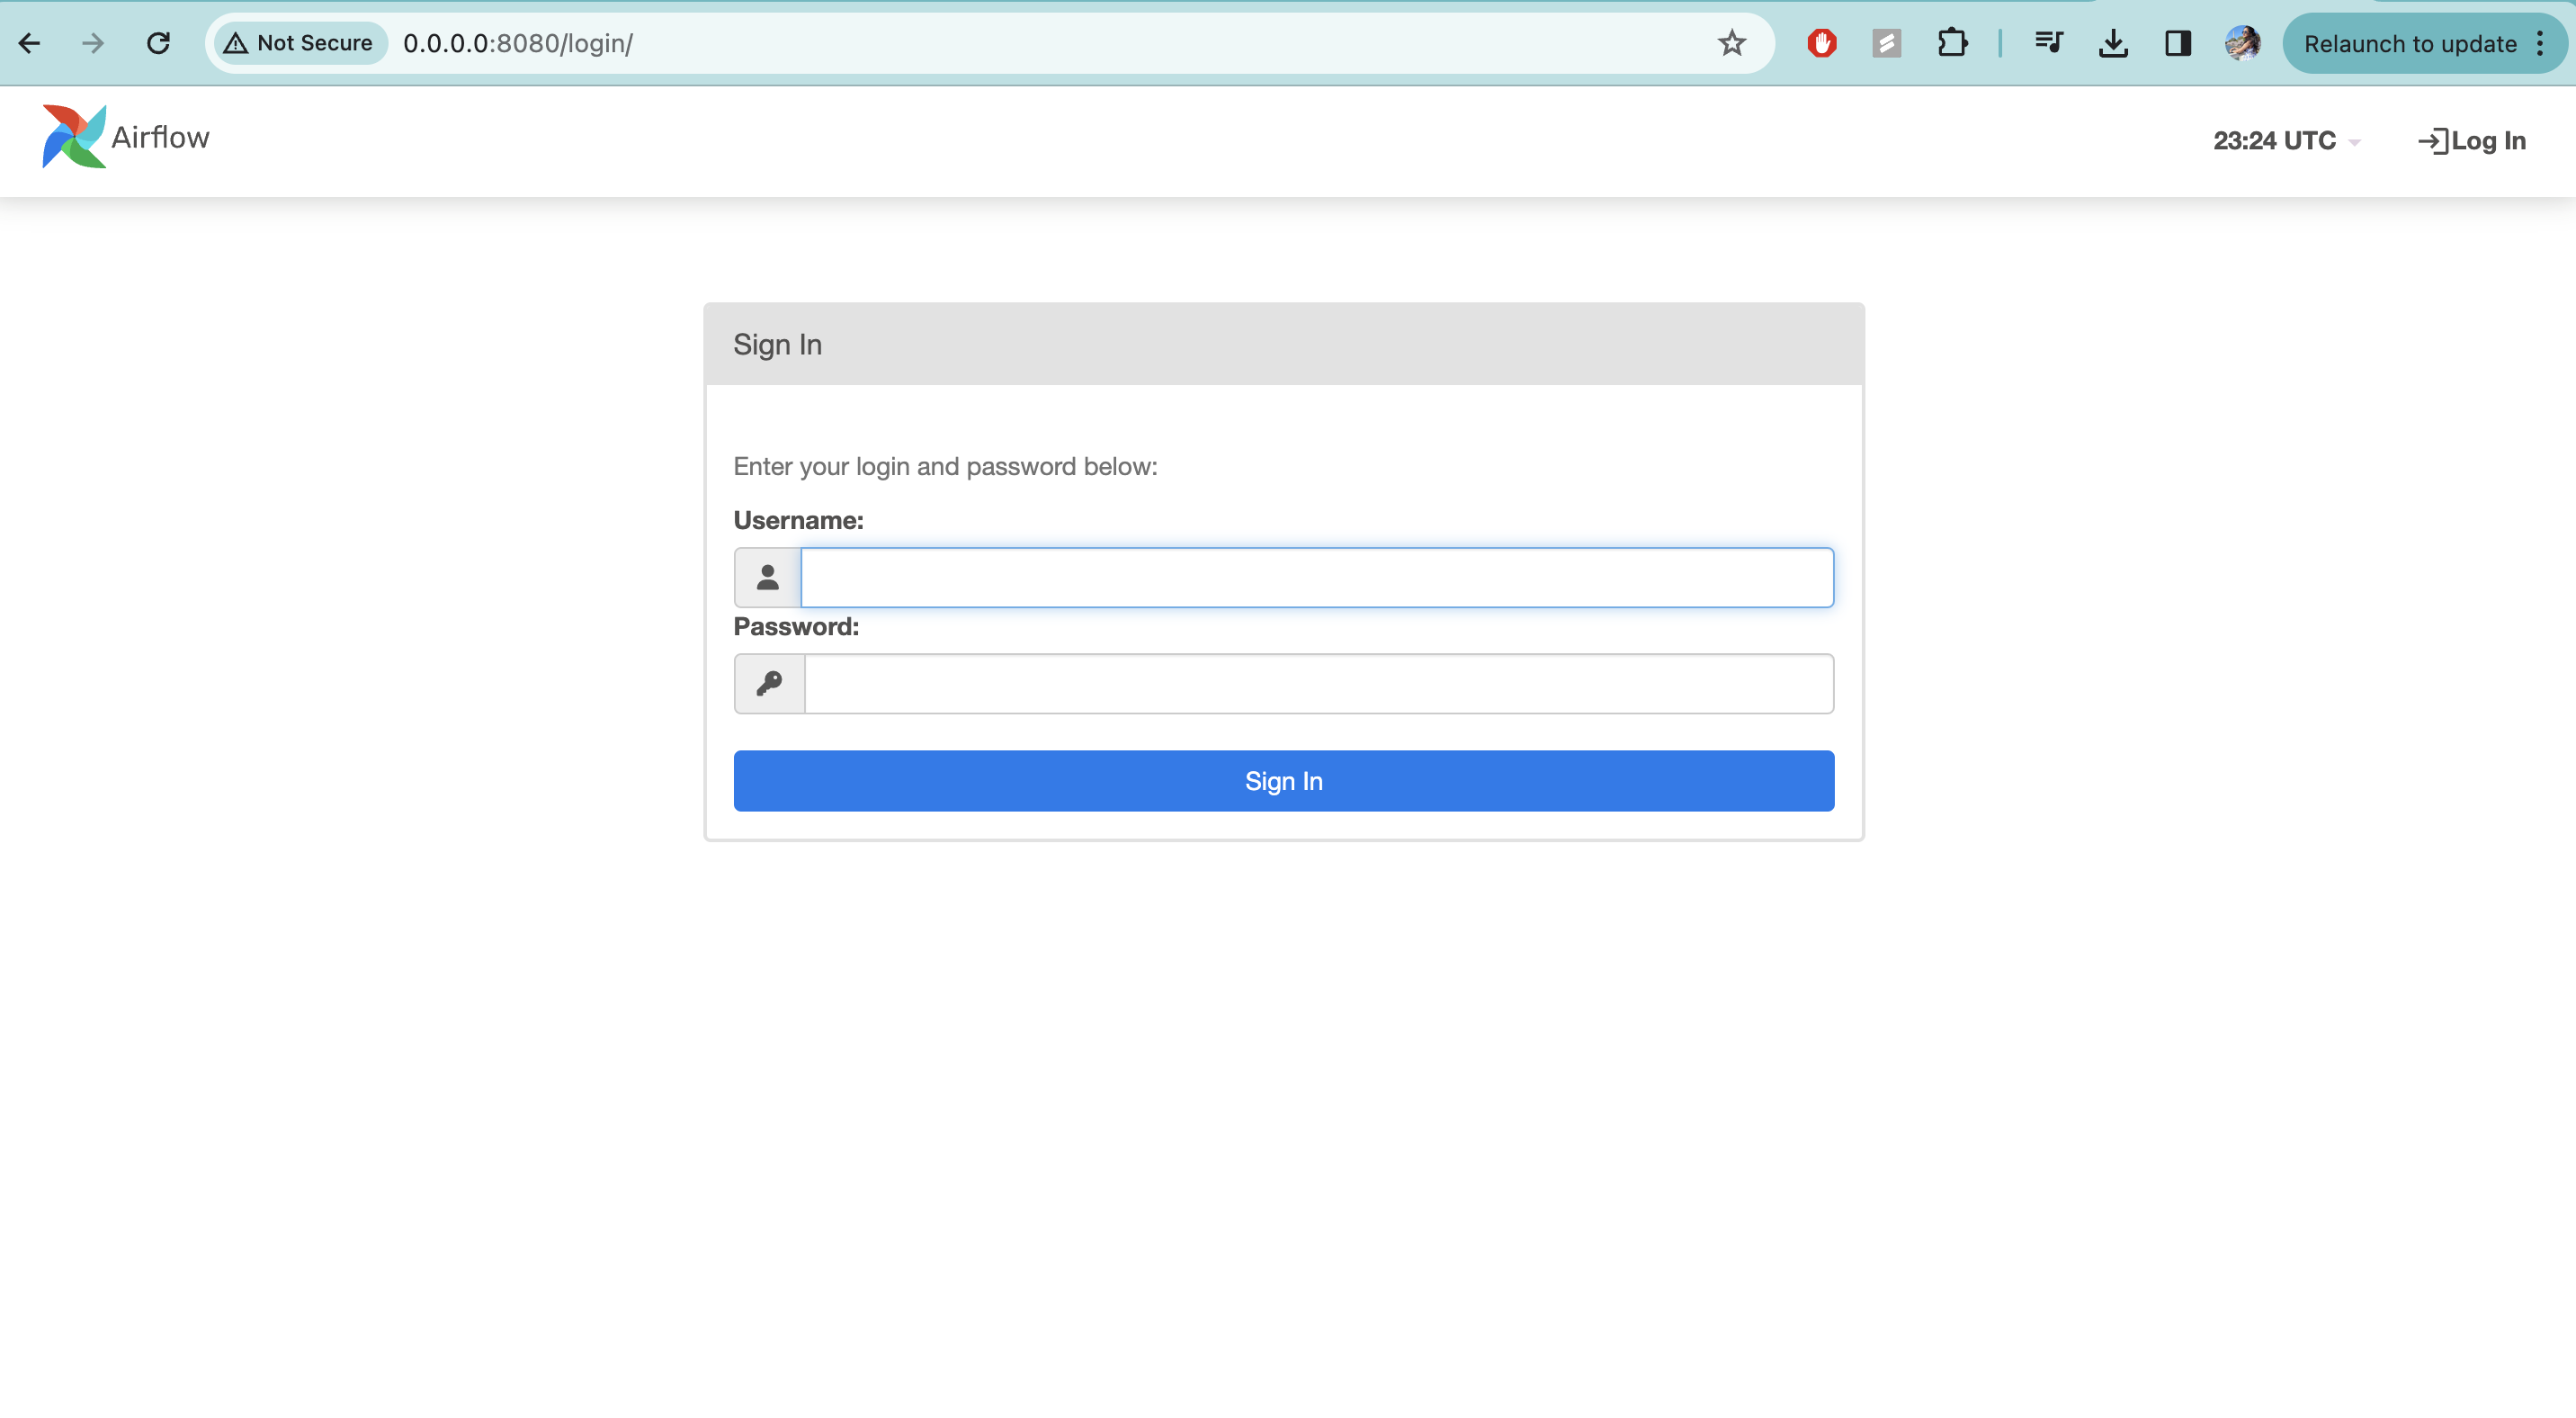 Not Secure 0.0.0.0:8080/login/ Relaunch to update
Airflow 23:24 UTC Log In
Sign In
Enter your login and password below:
Username:
Password:
Sign In